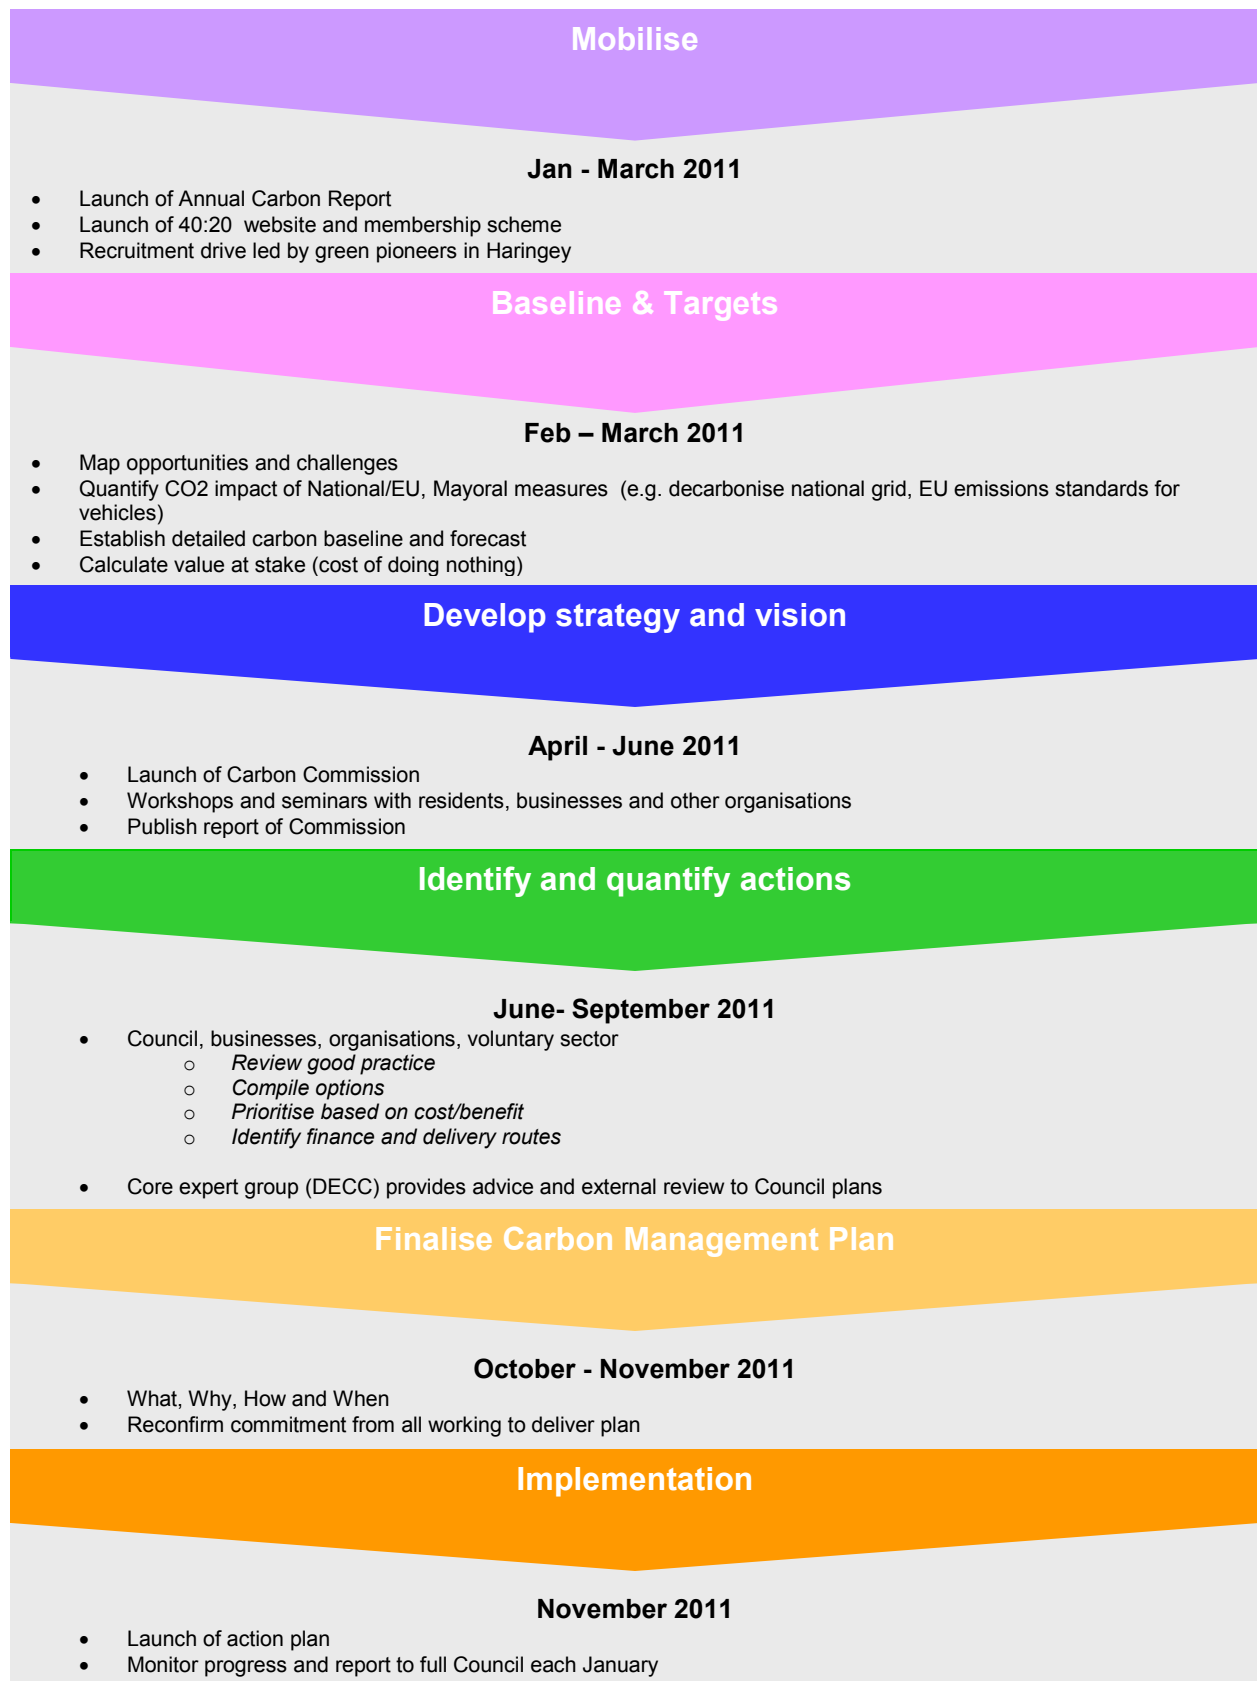 Mobilise
Jan - March 2011
• Launch of Annual Carbon Report
• Launch of 40:20 website and membership scheme
• Recruitment drive led by green pioneers in Haringey
Baseline & Targets
Feb – March 2011
• Map opportunities and challenges
• Quantify CO2 impact of National/EU, Mayoral measures (e.g. decarbonise national grid, EU emissions standards for
vehicles)
• Establish detailed carbon baseline and forecast
• Calculate value at stake (cost of doing nothing)
Develop strategy and vision
April - June 2011
• Launch of Carbon Commission
• Workshops and seminars with residents, businesses and other organisations
• Publish report of Commission
Identify and quantify actions
June- September 2011
• Council, businesses, organisations, voluntary sector
o Review good practice
o Compile options
o Prioritise based on cost/benefit
o Identify finance and delivery routes
• Core expert group (DECC) provides advice and external review to Council plans
Finalise Carbon Management Plan
October - November 2011
• What, Why, How and When
• Reconfirm commitment from all working to deliver plan
Implementation
November 2011
• Launch of action plan
• Monitor progress and report to full Council each January